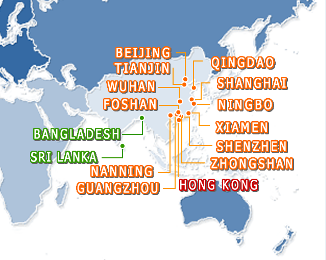 BEIJING
QINGDAO
TIANJIN
SHANGHAI
WUHAN
FOSHAN
NINGBO
XIAMEN
BANGLADESH
SHENZHEN
SRI LANKA
ZHONGSHAN
NANNING
GUANGZHOU
HONG KONG